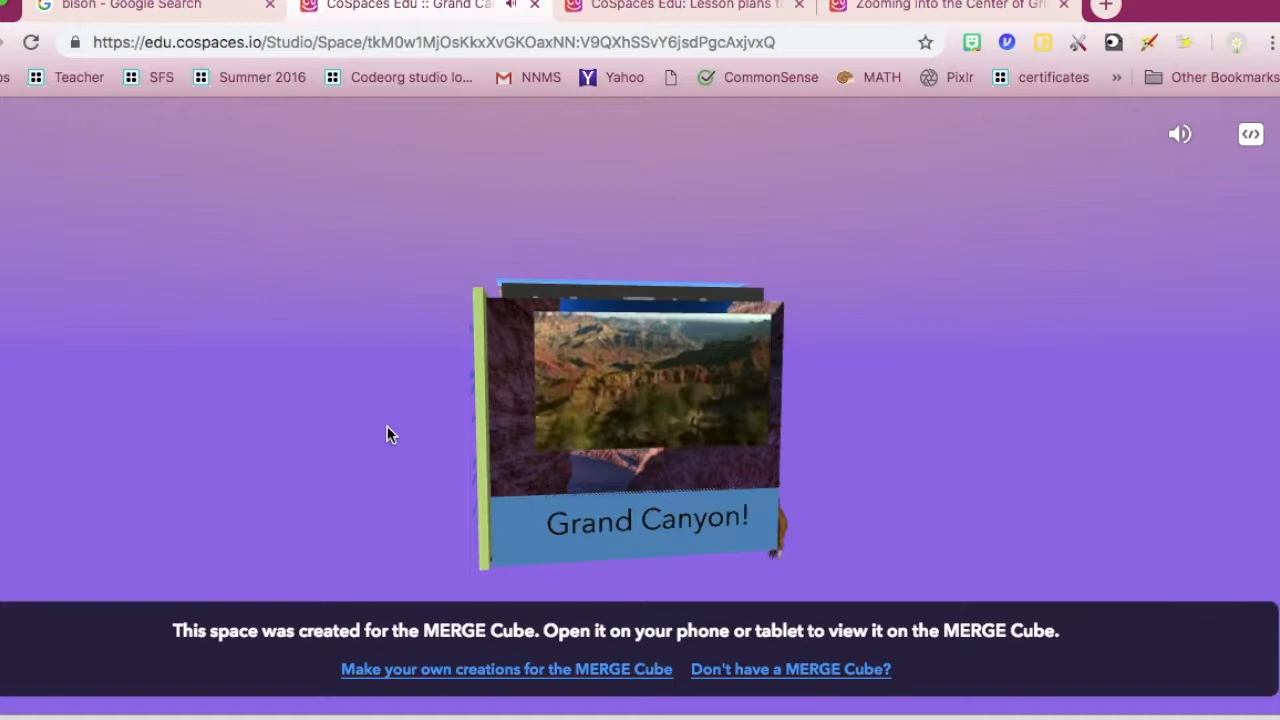 bison - Google Search
CoSpaces Edu :: Grand Ca
CoSpaces Edu: Lesson plans to
Zooming into the Center of Gr
https://edu.cospaces.io/Studio/Space/tkM0w1MjOsKkxXvGKOaxNN:V9QXhSSvY6jsdPgcAxjvxQ
ps Teacher SFS Summer 2016 Codeorg studio lo... NNMS Yahoo CommonSense MATH Pixlr certificates » Other Bookmarks
Grand Canyon!
This space was created for the MERGE Cube. Open it on your phone or tablet to view it on the MERGE Cube.
Make your own creations for the MERGE Cube Don't have a MERGE Cube?